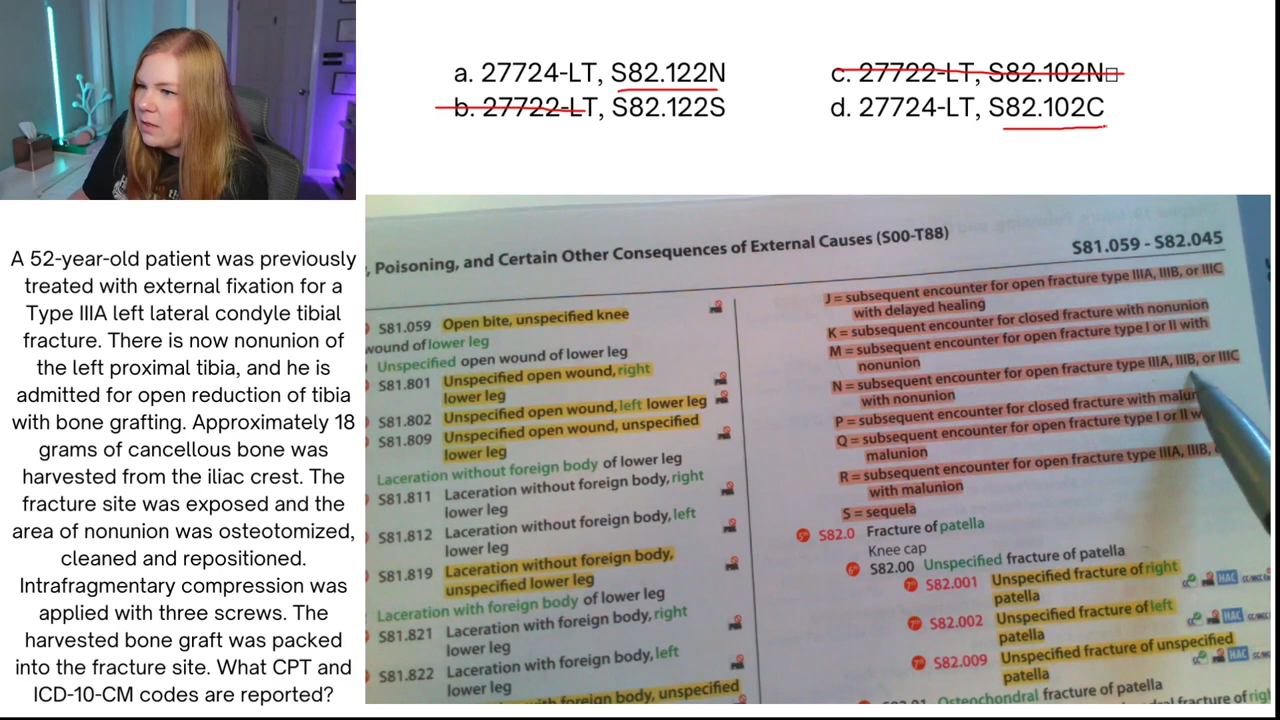 a. 27724-LT, S82.122N
b. 27722-LT, S82.122S
c. 27722-LT, S82.102N
d. 27724-LT, S82.102C
A 52-year-old patient was previously
treated with external fixation for a
Type IIIA left lateral condyle tibial
fracture. There is now nonunion of
the left proximal tibia, and he is
admitted for open reduction of tibia
with bone grafting. Approximately 18
grams of cancellous bone was
harvested from the iliac crest. The
fracture site was exposed and the
area of nonunion was osteotomized,
cleaned and repositioned.
Intrafragmentary compression was
applied with three screws. The
harvested bone graft was packed
into the fracture site. What CPT and
ICD-10-CM codes are reported?
, Poisoning, and Certain Other Consequences of External Causes (S00-T88)
S81.059 - S82.045
S81.059 Open bite, unspecified knee
wound of lower leg
Unspecified open wound of lower leg
S81.801 Unspecified open wound, right
lower leg
S81.802 Unspecified open wound, left lower leg
S81.809 Unspecified open wound, unspecified
lower leg
Laceration without foreign body of lower leg
S81.811 Laceration without foreign body, right
lower leg
S81.812 Laceration without foreign body, left
lower leg
S81.819 Laceration without foreign body,
unspecified lower leg
Laceration with foreign body of lower leg
S81.821 Laceration with foreign body, right
lower leg
S81.822 Laceration with foreign body, left
lower leg
with foreign body, unspecified
J = subsequent encounter for open fracture type IIIA, IIIB, or IIIC
with delayed healing
K = subsequent encounter for closed fracture with nonunion
M = subsequent encounter for open fracture type I or II with
nonunion
N = subsequent encounter for open fracture type IIIA, IIIB, or IIIC
with nonunion
P = subsequent encounter for closed fracture with
Q = subsequent encounter for open fracture type I or II
malunion
R = subsequent encounter for open fracture type IIIA, IIIB,
with malunion
S = sequela
S82.0 Fracture of patella
Knee cap
S82.00 Unspecified fracture of patella
S82.001 Unspecified fracture of right
patella
HAC
S82.002 Unspecified fracture of left
patella
HAC
S82.009 Unspecified fracture of unspecified
patella
HAC
Osteochondral fracture of patella